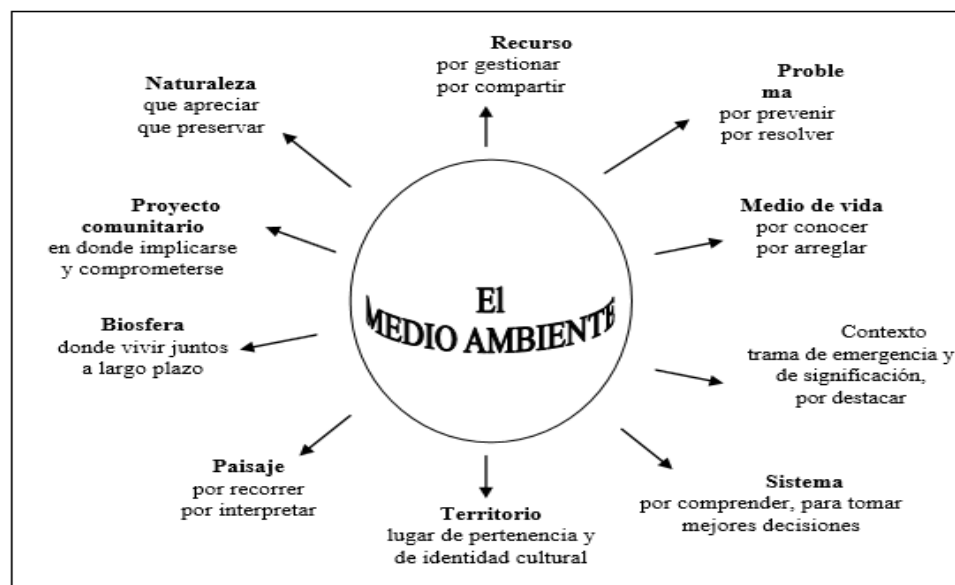 Recurso
por gestionar
por compartir
Proble
ma
por prevenir
por resolver
Naturaleza
que apreciar
que preservar
Proyecto
comunitario
en donde implicarse
y comprometerse
Medio de vida
por conocer
por arreglar
El
MEDIO AMBIENTE
Biosfera
donde vivir juntos
a largo plazo
Contexto
trama de emergencia y
de significación,
por destacar
Paisaje
por recorrer
por interpretar
Territorio
lugar de pertenencia y
de identidad cultural
Sistema
por comprender, para tomar
mejores decisiones